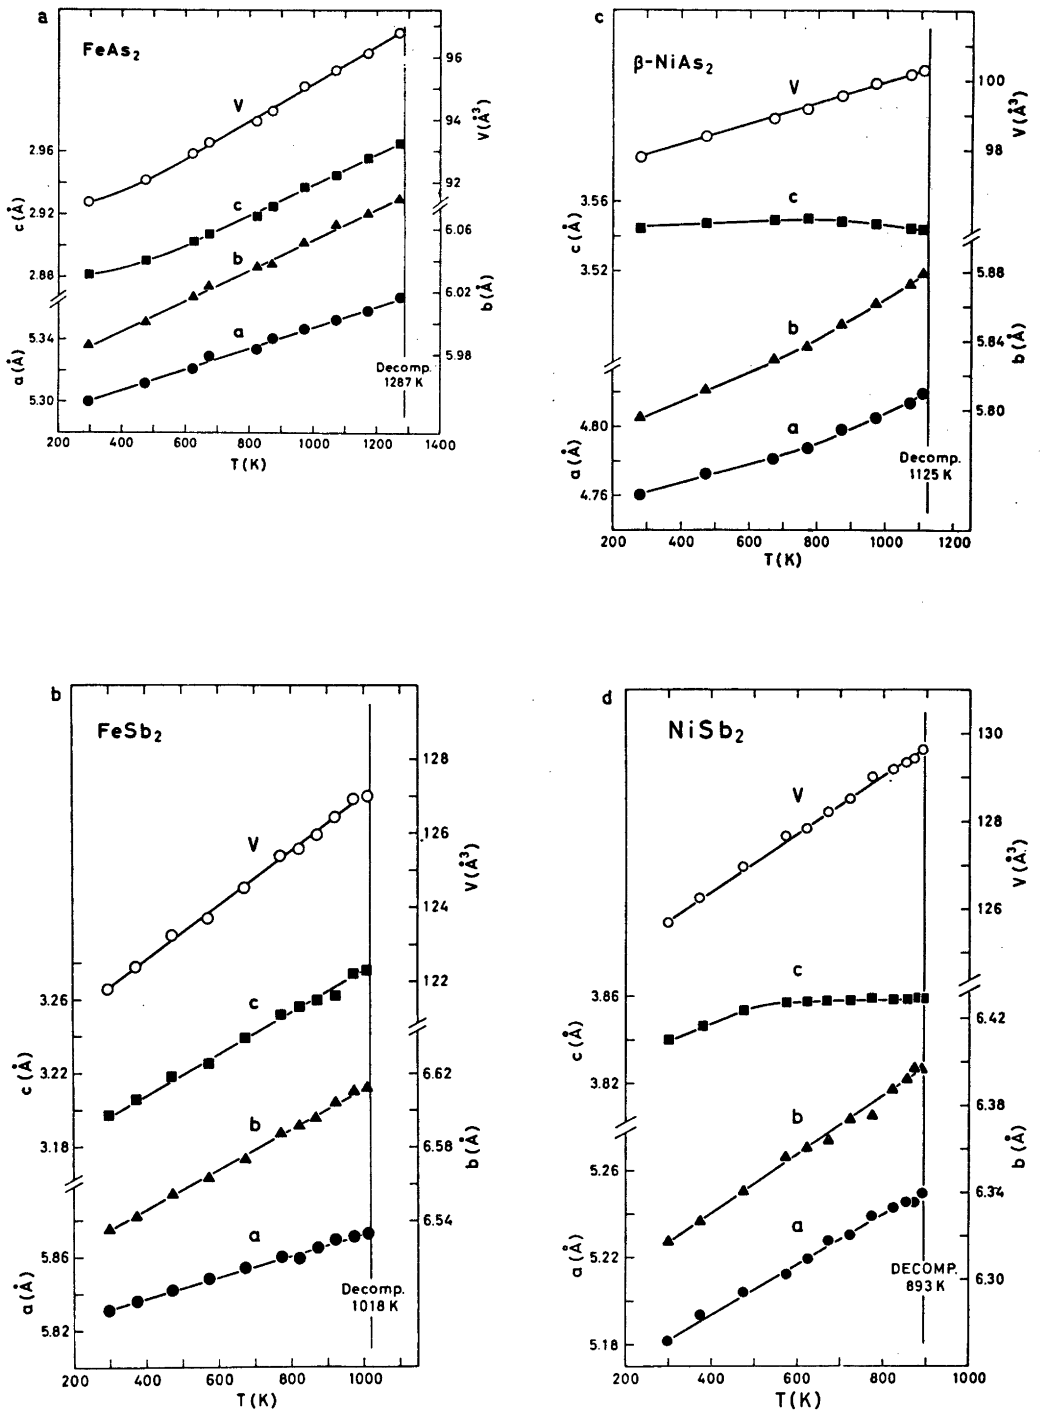 a
FeAs2
V
c
b
a
Decomp.
1287 K
2.96
2.92
2.88
5.34
5.30
c (Å)
a (Å)
96
94
92
6.06
6.02
5.98
V (Å3)
b (Å)
200 400 600 800 1000 1200 1400
T (K)
c
β-NiAs2
V
c
b
a
Decomp.
1125 K
3.56
3.52
4.80
4.76
c (Å)
a (Å)
100
98
5.88
5.84
5.80
V (Å3)
b (Å)
200 400 600 800 1000 1200
T (K)
b
FeSb2
V
c
b
a
Decomp.
1018 K
3.26
3.22
3.18
5.86
5.82
c (Å)
a (Å)
128
126
124
122
6.62
6.58
6.54
V (Å3)
b (Å)
200 400 600 800 1000
T (K)
d
NiSb2
V
c
b
a
DECOMP.
893 K
3.86
3.82
5.26
5.22
5.18
c (Å)
a (Å)
130
128
126
6.42
6.38
6.34
6.30
V (Å3)
b (Å)
200 400 600 800 1000
T (K)